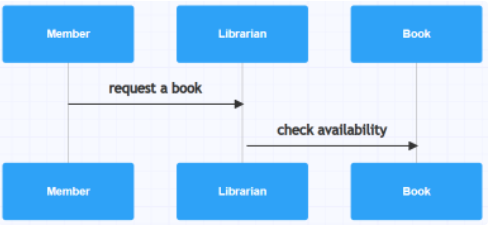 Member
Librarian
Book
request a book
check availability
Member
Librarian
Book